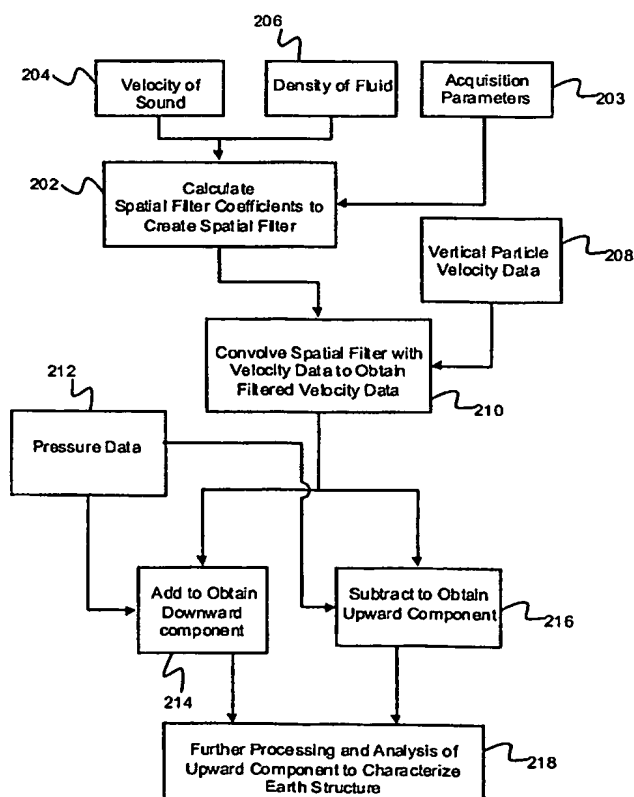 206
204
Velocity of
Sound
Density of Fluid
Acquisition
Parameters
203
202
Calculate
Spatial Filter Coefficients to
Create Spatial Filter
208
Vertical Particle
Velocity Data
Convolve Spatial Filter with
Velocity Data to Obtain
Filtered Velocity Data
210
212
Pressure Data
Add to Obtain
Downward
component
214
Subtract to Obtain
Upward Component
216
Further Processing and Analysis of
Upward Component to Characterize
Earth Structure
218